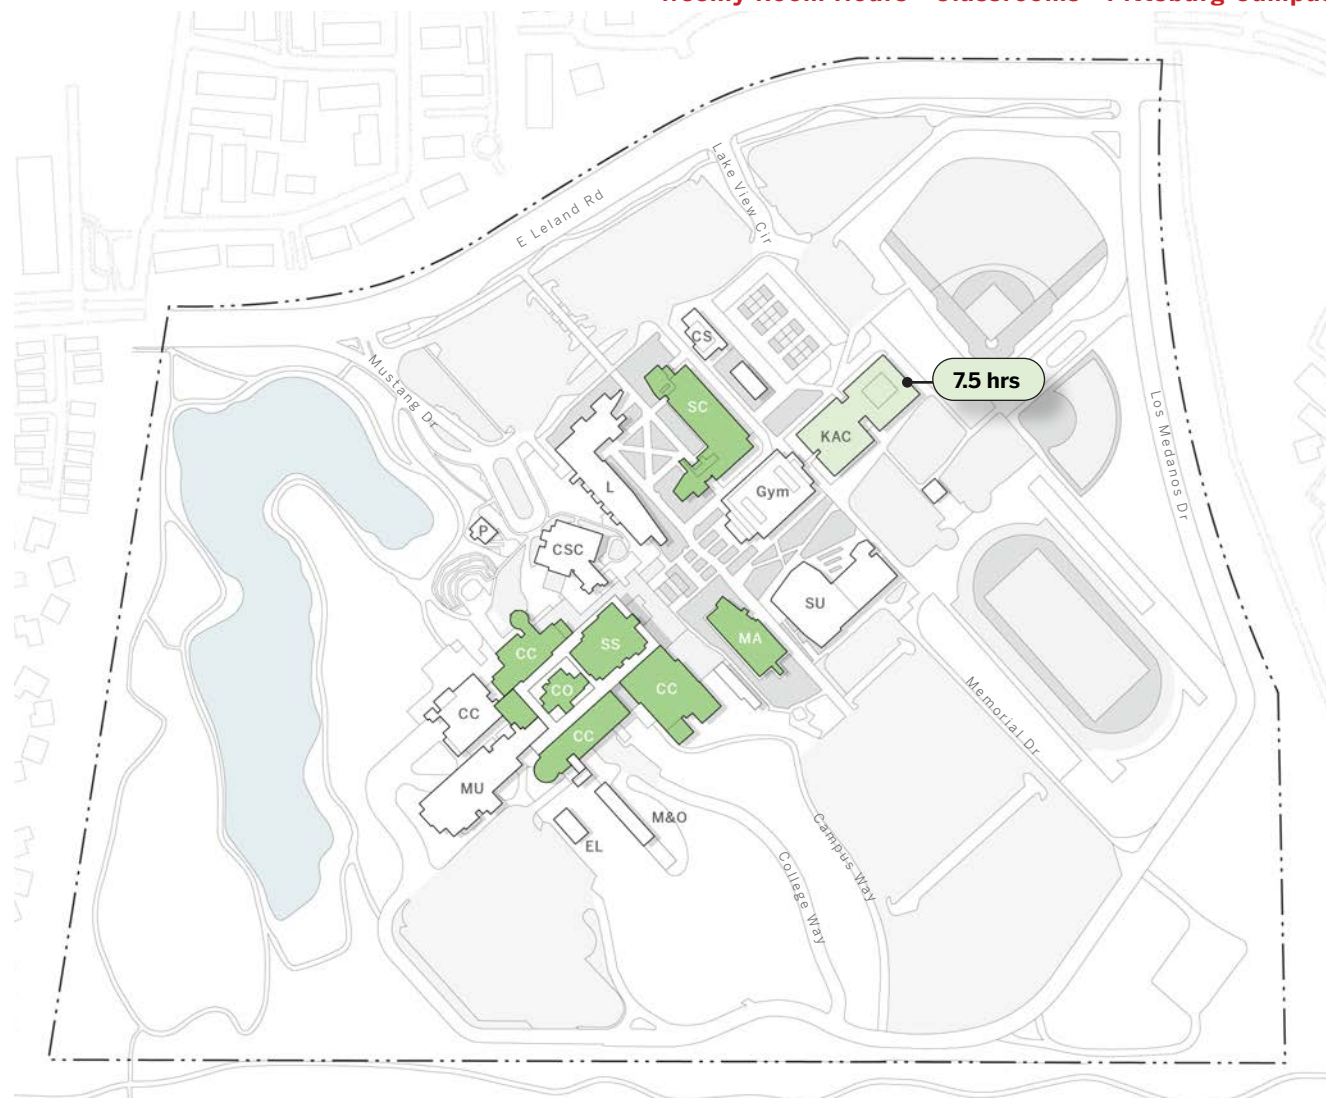 Weekly Room Hours - Classrooms - Pittsburg Campus
E Leland Rd
Lake View Cir
Mustang Dr
Los Medanos Dr
CS
7.5 hrs
SC
KAC
L
Gym
P
CSC
SU
SS
MA
CC
CO
CC
CC
CC
MU
Memorial Dr
M&O
EL
Campus Way
College Way